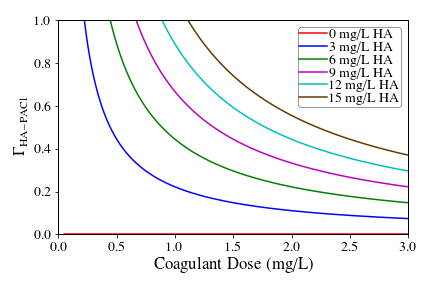 1.0
0.8
0.6
0.4
0.2
0.0
Γ_HA−PACl
0 mg/L HA
3 mg/L HA
6 mg/L HA
9 mg/L HA
12 mg/L HA
15 mg/L HA
0.0 0.5 1.0 1.5 2.0 2.5 3.0
Coagulant Dose (mg/L)